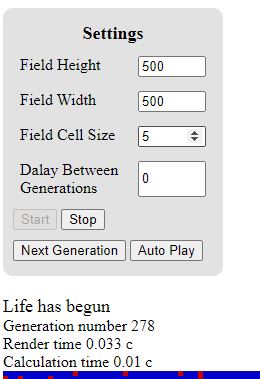 Settings
Field Height 500
Field Width 500
Field Cell Size 5
Dalay Between
Generations 0
Start Stop
Next Generation Auto Play
Life has begun
Generation number 278
Render time 0.033 c
Calculation time 0.01 c